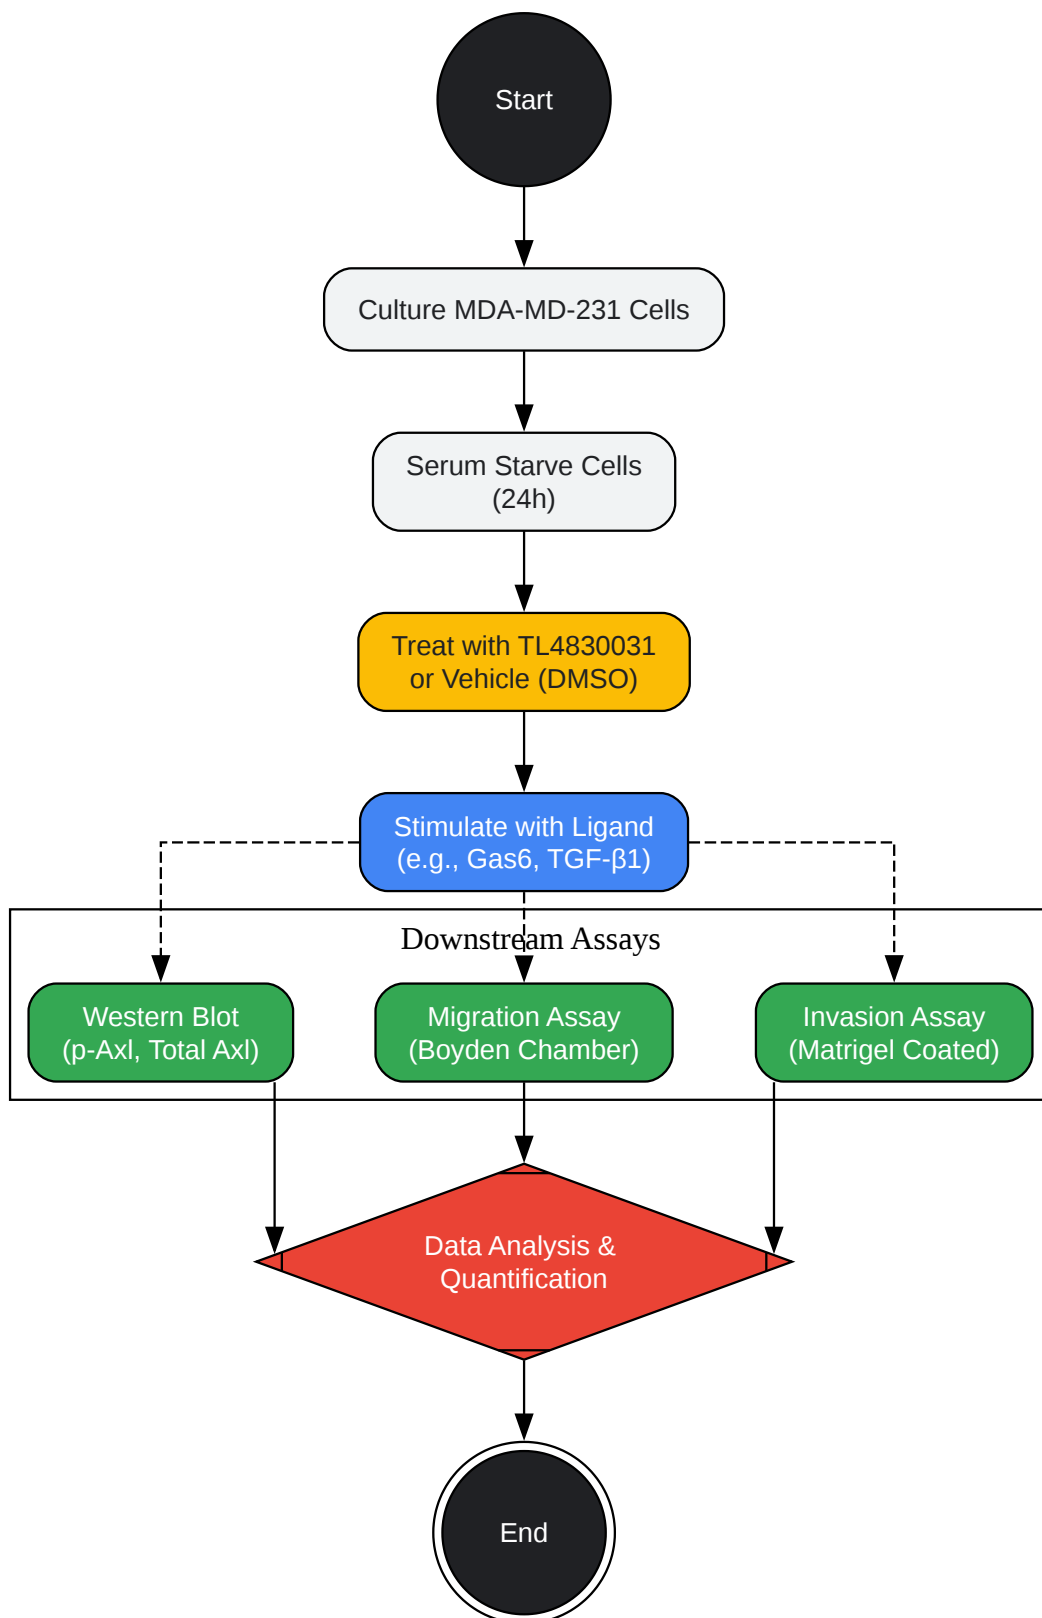 Start
Culture MDA-MD-231 Cells
Serum Starve Cells
(24h)
Treat with TL4830031
or Vehicle (DMSO)
Stimulate with Ligand
(e.g., Gas6, TGF-β1)
Downstream Assays
Western Blot
(p-Axl, Total Axl)
Migration Assay
(Boyden Chamber)
Invasion Assay
(Matrigel Coated)
Data Analysis &
Quantification
End